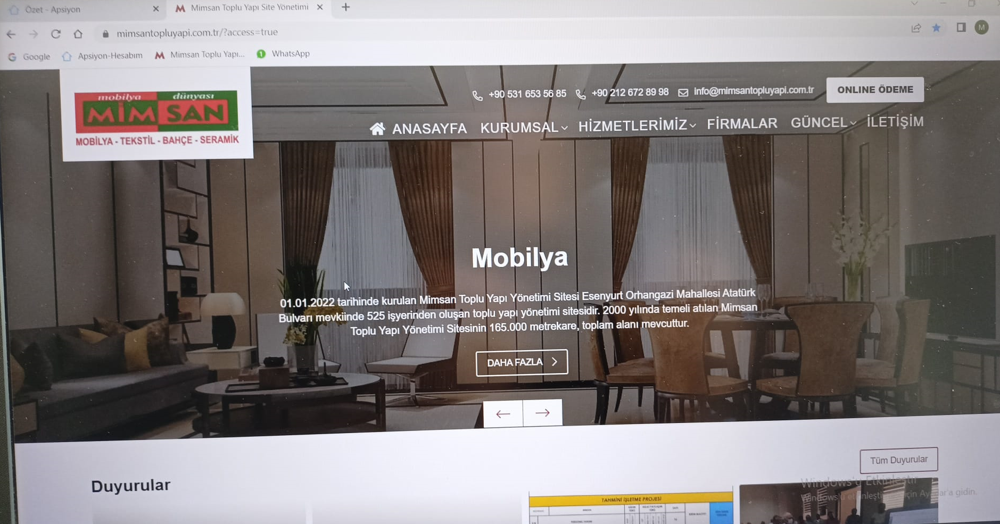 Özet - Apsiyon
Mimsan Toplu Yapı Site Yönetimi
mimsantopluyapi.com.tr/?access=true
Google
Apsiyon-Hesabım
Mimsan Toplu Yapı...
WhatsApp
mobilya dünyası
MİMSAN
MOBİLYA - TEKSTİL - BAHÇE - SERAMİK
+90 531 653 56 85
+90 212 672 89 98
info@mimsantopluyapi.com.tr
ONLINE ÖDEME
ANASAYFA KURUMSAL HİZMETLERİMİZ FİRMALAR GÜNCEL İLETİŞİM
Mobilya
01.01.2022 tarihinde kurulan Mimsan Toplu Yapı Yönetimi Sitesi Esenyurt Orhangazi Mahallesi Atatürk
Bulvarı mevkiinde 525 işyerinden oluşan toplu yapı yönetimi sitesidir. 2000 yılında temeli atılan Mimsan
Toplu Yapı Yönetimi Sitesinin 165.000 metrekare, toplam alanı mevcuttur.
DAHA FAZLA
Tüm Duyurular
Duyurular
Windows'u Etkinleştir
Windows'u etkinleştirmek için Ayarlar'a gidin.
TAHMİNİ İŞLETME PROJESİ